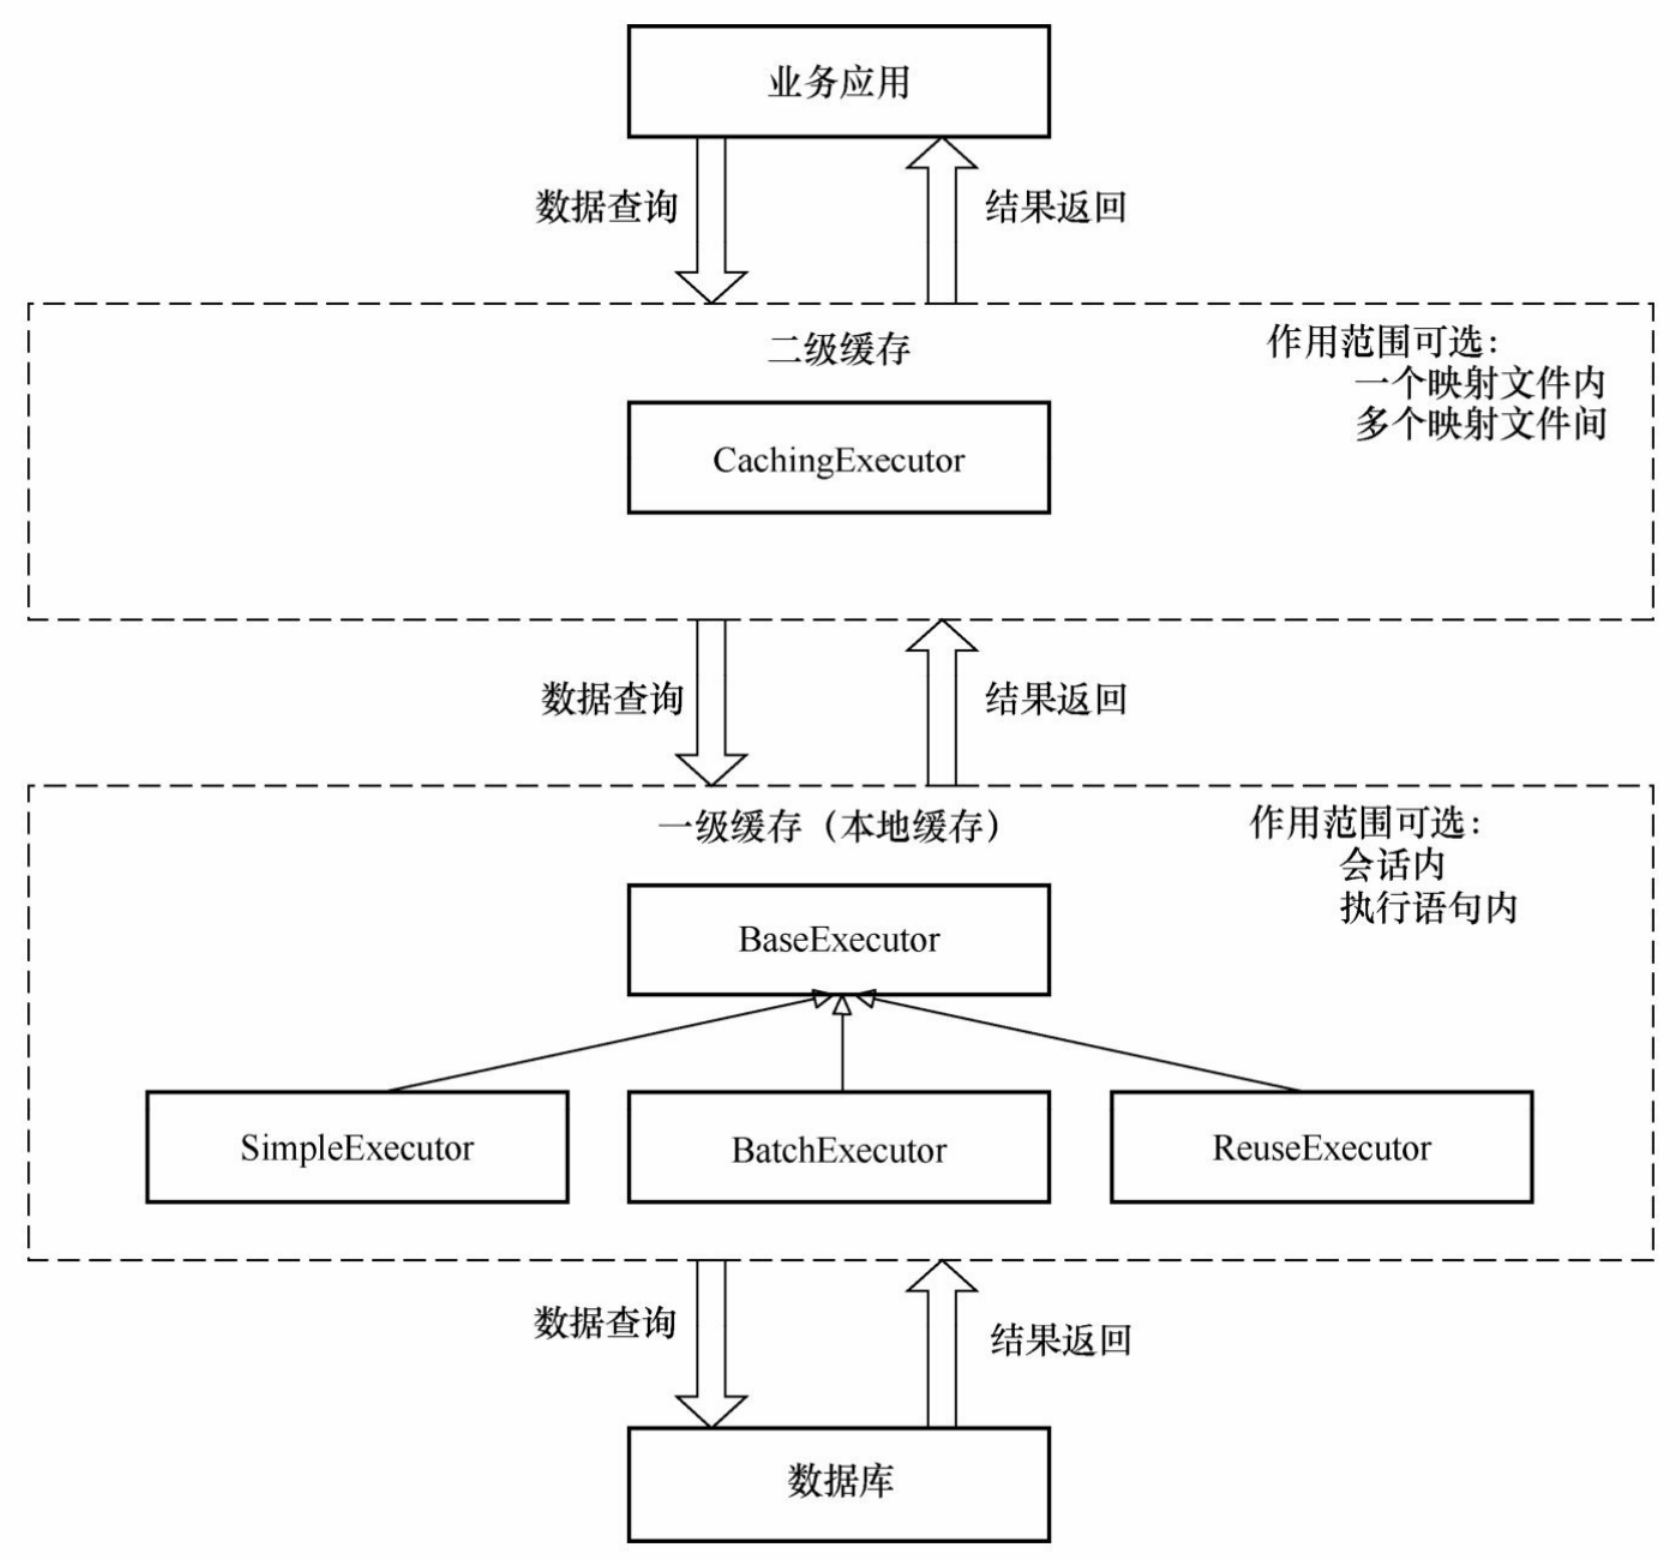 业务应用
数据查询
结果返回
二级缓存
作用范围可选：
一个映射文件内
多个映射文件间
CachingExecutor
数据查询
结果返回
一级缓存（本地缓存）
作用范围可选：
会话内
执行语句内
BaseExecutor
SimpleExecutor
BatchExecutor
ReuseExecutor
数据查询
结果返回
数据库